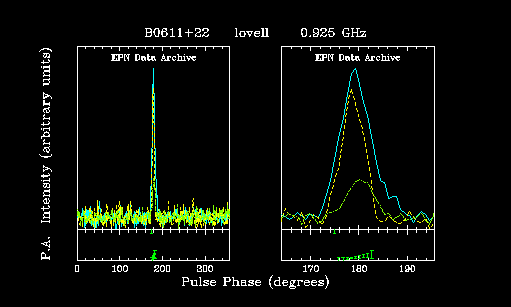 B0611+22 lovell 0.925 GHz
EPN Data Archive EPN Data Archive
P.A. Intensity (arbitrary units)
0 100 200 300 170 180 190
Pulse Phase (degrees)